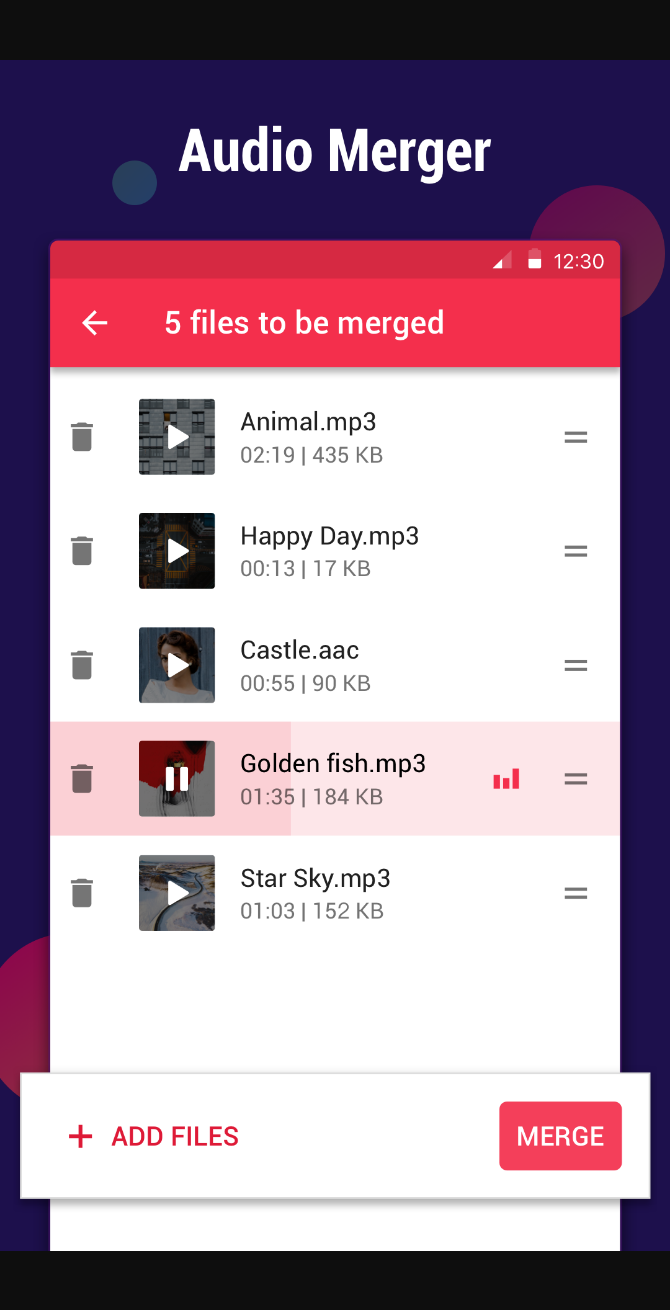 Audio Merger
12:30
5 files to be merged
Animal.mp3
02:19 | 435 KB
Happy Day.mp3
00:13 | 17 KB
Castle.aac
00:55 | 90 KB
Golden fish.mp3
01:35 | 184 KB
Star Sky.mp3
01:03 | 152 KB
ADD FILES
MERGE